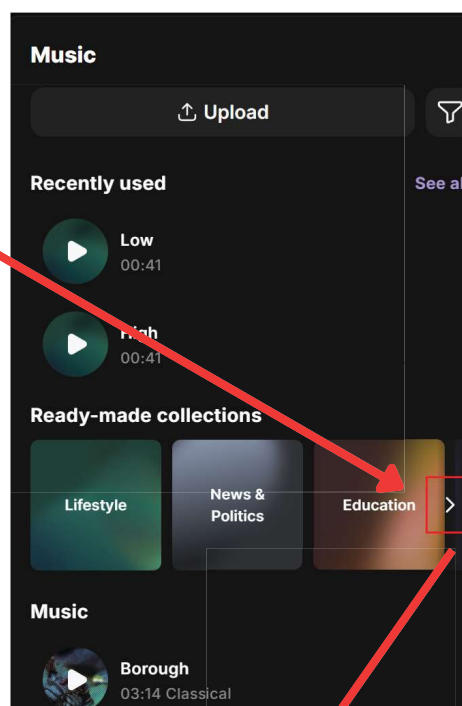 Music
Upload
Recently used
See al
Low
00:41
High
00:41
Ready-made collections
Lifestyle
News &
Politics
Education
Music
Borough
03:14 Classical